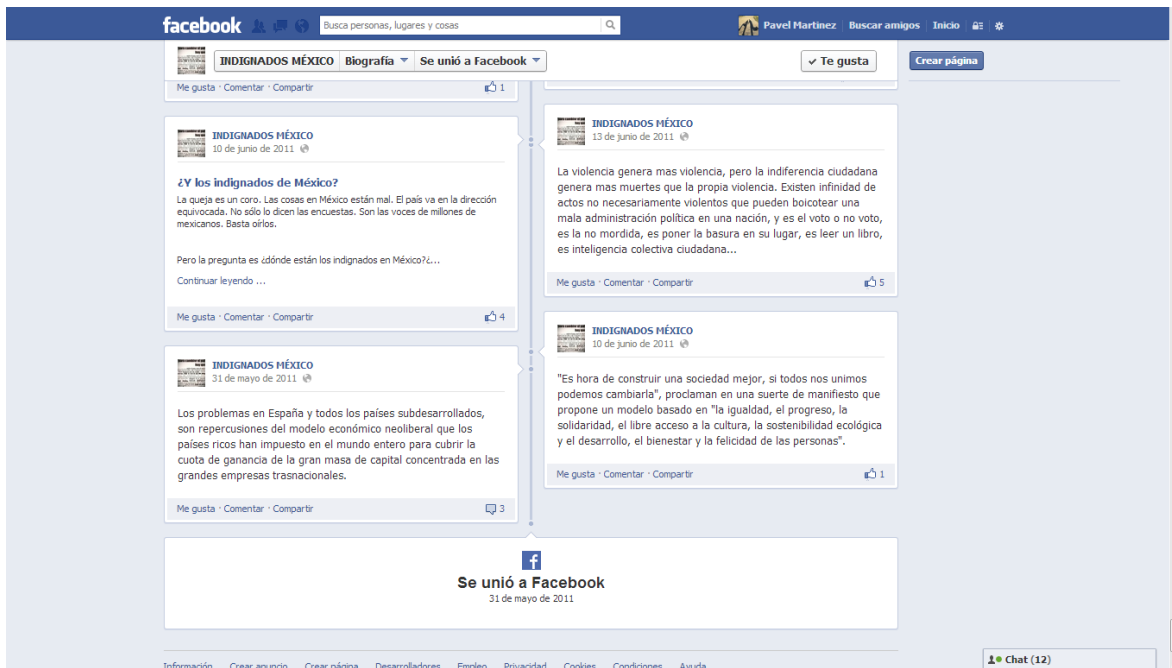 facebook
Busca personas, lugares y cosas
Pavel Martinez
Buscar amigos
Inicio
INDIGNADOS MÉXICO
Biografía
Se unió a Facebook
✓ Te gusta
Crear página
Me gusta · Comentar · Compartir
1
INDIGNADOS MÉXICO
10 de junio de 2011
¿Y los indignados de México?
La queja es un coro. Las cosas en México están mal. El país va en la dirección
equivocada. No sólo lo dicen las encuestas. Son las voces de millones de
mexicanos. Basta oírlos.
Pero la pregunta es ¿dónde están los indignados en México?¿...
Continuar leyendo ...
Me gusta · Comentar · Compartir
4
INDIGNADOS MÉXICO
13 de junio de 2011
La violencia genera mas violencia, pero la indiferencia ciudadana
genera mas muertes que la propia violencia. Existen infinidad de
actos no necesariamente violentos que pueden boicotear una
mala administración política en una nación, y es el voto o no voto,
es la no mordida, es poner la basura en su lugar, es leer un libro,
es inteligencia colectiva ciudadana...
Me gusta · Comentar · Compartir
5
INDIGNADOS MÉXICO
31 de mayo de 2011
Los problemas en España y todos los países subdesarrollados,
son repercusiones del modelo económico neoliberal que los
países ricos han impuesto en el mundo entero para cubrir la
cuota de ganancia de la gran masa de capital concentrada en las
grandes empresas trasnacionales.
Me gusta · Comentar · Compartir
3
INDIGNADOS MÉXICO
10 de junio de 2011
"Es hora de construir una sociedad mejor, si todos nos unimos
podemos cambiarla", proclaman en una suerte de manifiesto que
propone un modelo basado en "la igualdad, el progreso, la
solidaridad, el libre acceso a la cultura, la sostenibilidad ecológica
y el desarrollo, el bienestar y la felicidad de las personas".
Me gusta · Comentar · Compartir
1
f
Se unió a Facebook
31 de mayo de 2011
Información Crear anuncio Crear página Desarrolladores Empleo Privacidad Cookies Condiciones Ayuda
Chat (12)